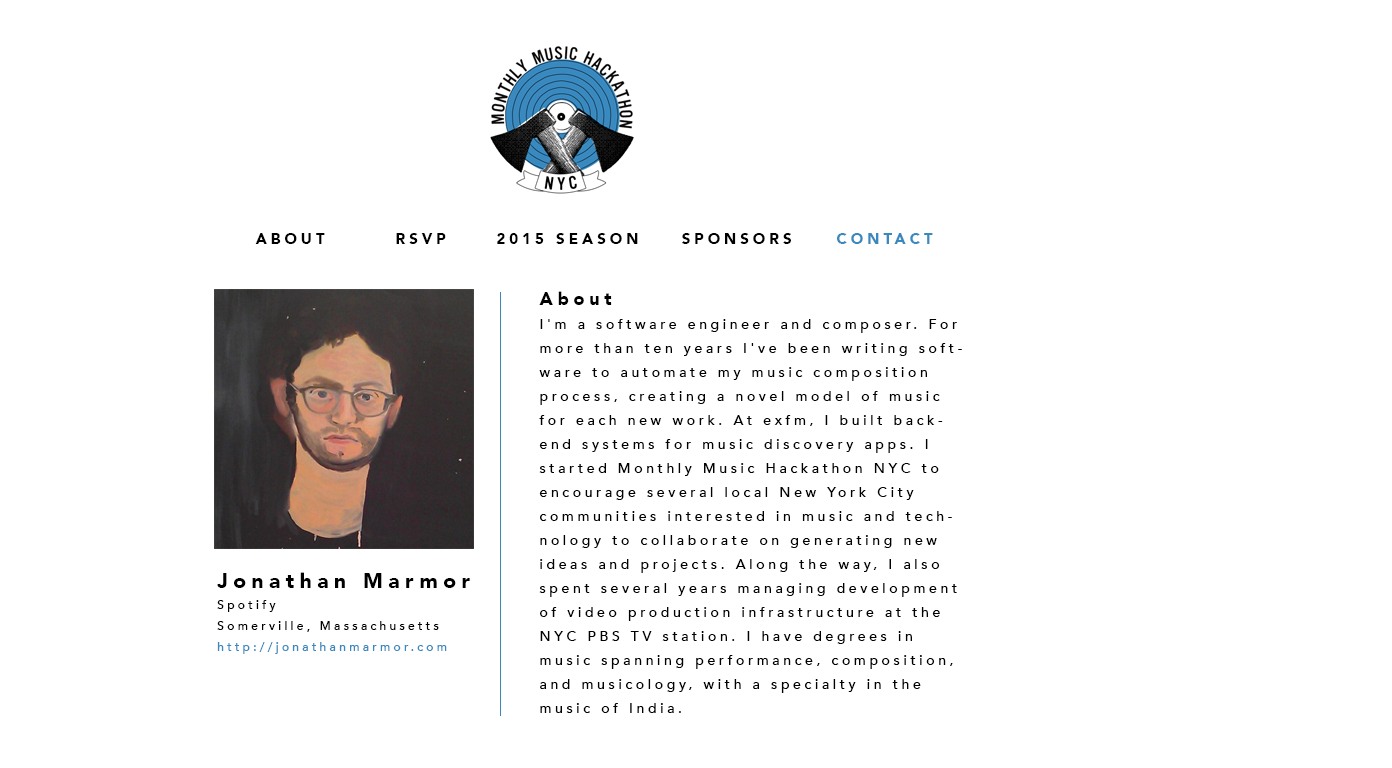 MONTHLY MUSIC HACKATHON
NYC
ABOUT RSVP 2015 SEASON SPONSORS CONTACT
Jonathan Marmor
Spotify
Somerville, Massachusetts
http://jonathanmarmor.com
About
I'm a software engineer and composer. For
more than ten years I've been writing soft-
ware to automate my music composition
process, creating a novel model of music
for each new work. At exfm, I built back-
end systems for music discovery apps. I
started Monthly Music Hackathon NYC to
encourage several local New York City
communities interested in music and tech-
nology to collaborate on generating new
ideas and projects. Along the way, I also
spent several years managing development
of video production infrastructure at the
NYC PBS TV station. I have degrees in
music spanning performance, composition,
and musicology, with a specialty in the
music of India.